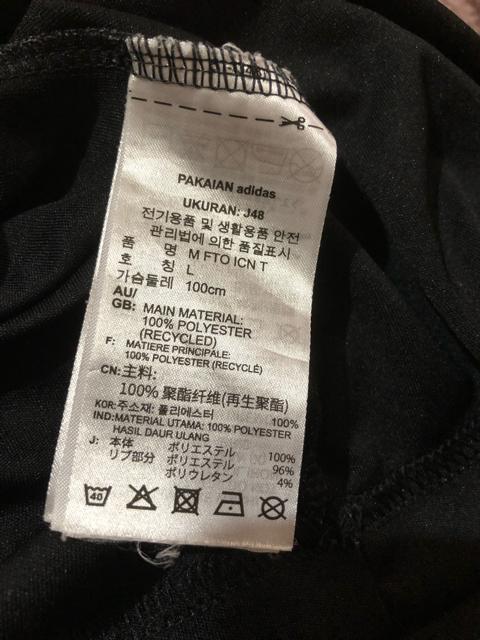 PAKAIAN adidas
UKURAN: J48
전기용품 및 생활용품 안전
관리법에 의한 품질표시
품 명 M FTO ICN T
호 칭 L
가슴둘레 100cm
AU/
GB: MAIN MATERIAL:
100% POLYESTER
(RECYCLED)
F: MATIERE PRINCIPALE:
100% POLYESTER (RECYCLÉ)
CN:主料:
100% 聚酯纤维(再生聚酯)
KOR:주소재: 폴리에스터 100%
IND:MATERIAL UTAMA: 100% POLYESTER
HASIL DAUR ULANG
J: 本体 ポリエステル 100%
リブ部分 ポリエステル 96%
ポリウレタン 4%
40